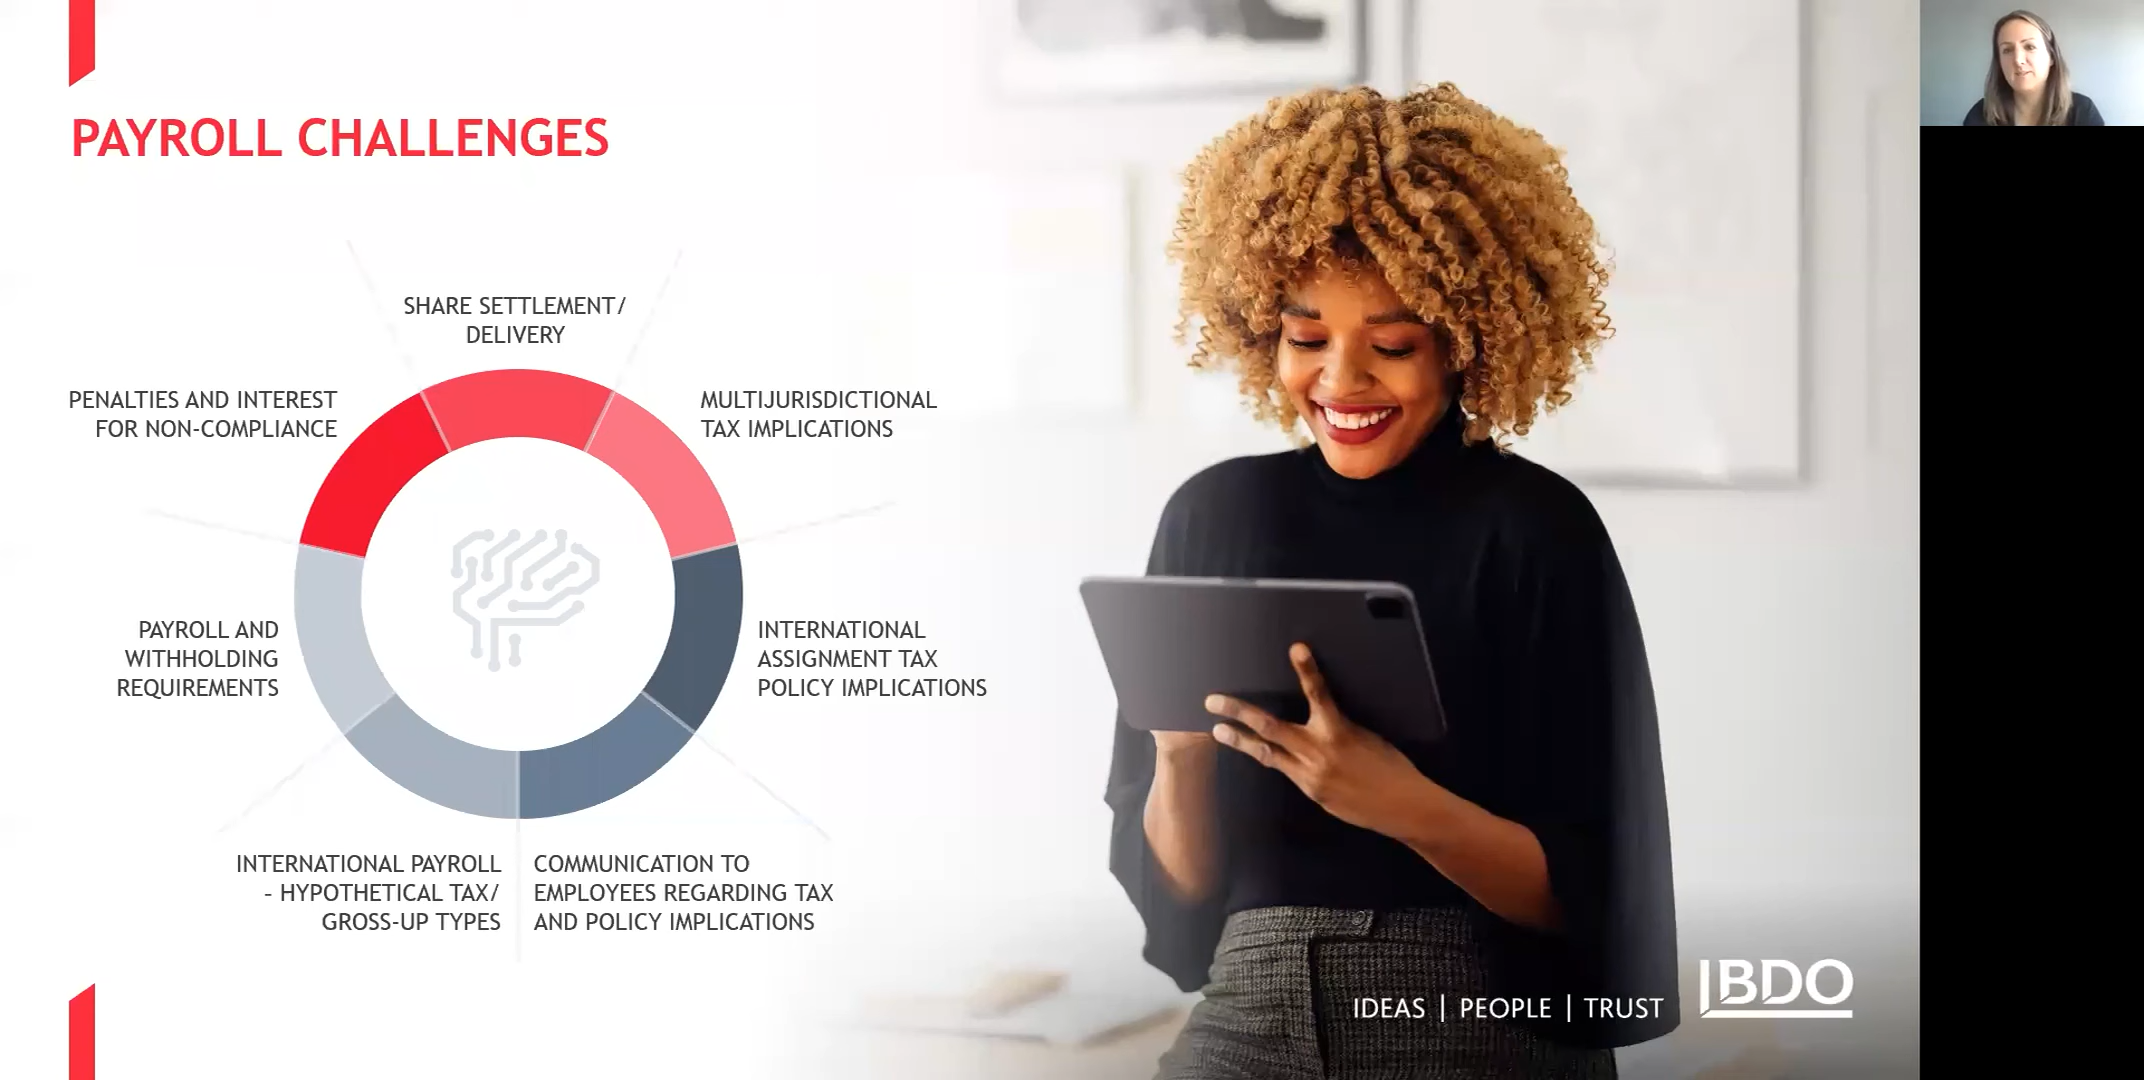 PAYROLL CHALLENGES
SHARE SETTLEMENT/
DELIVERY
MULTIJURISDICTIONAL
TAX IMPLICATIONS
INTERNATIONAL
ASSIGNMENT TAX
POLICY IMPLICATIONS
COMMUNICATION TO
EMPLOYEES REGARDING TAX
AND POLICY IMPLICATIONS
INTERNATIONAL PAYROLL
- HYPOTHETICAL TAX/
GROSS-UP TYPES
PAYROLL AND
WITHHOLDING
REQUIREMENTS
PENALTIES AND INTEREST
FOR NON-COMPLIANCE
IDEAS | PEOPLE | TRUST
BDO